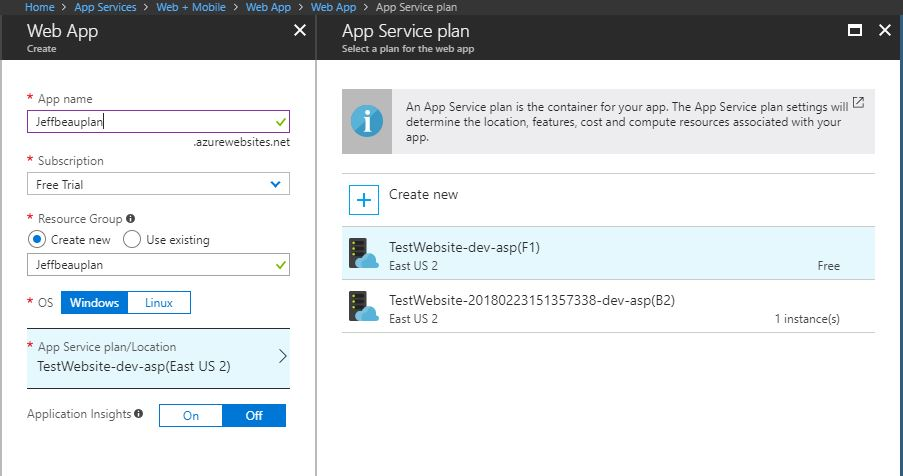 Home > App Services > Web + Mobile > Web App > Web App > App Service plan
Web App
Create
* App name
Jeffbeauplan
.azurewebsites.net
* Subscription
Free Trial
* Resource Group
Create new Use existing
Jeffbeauplan
* OS Windows Linux
* App Service plan/Location
TestWebsite-dev-asp(East US 2)
Application Insights On Off
App Service plan
Select a plan for the web app
An App Service plan is the container for your app. The App Service plan settings will
determine the location, features, cost and compute resources associated with your
app.
Create new
TestWebsite-dev-asp(F1)
East US 2 Free
TestWebsite-20180223151357338-dev-asp(B2)
East US 2 1 instance(s)